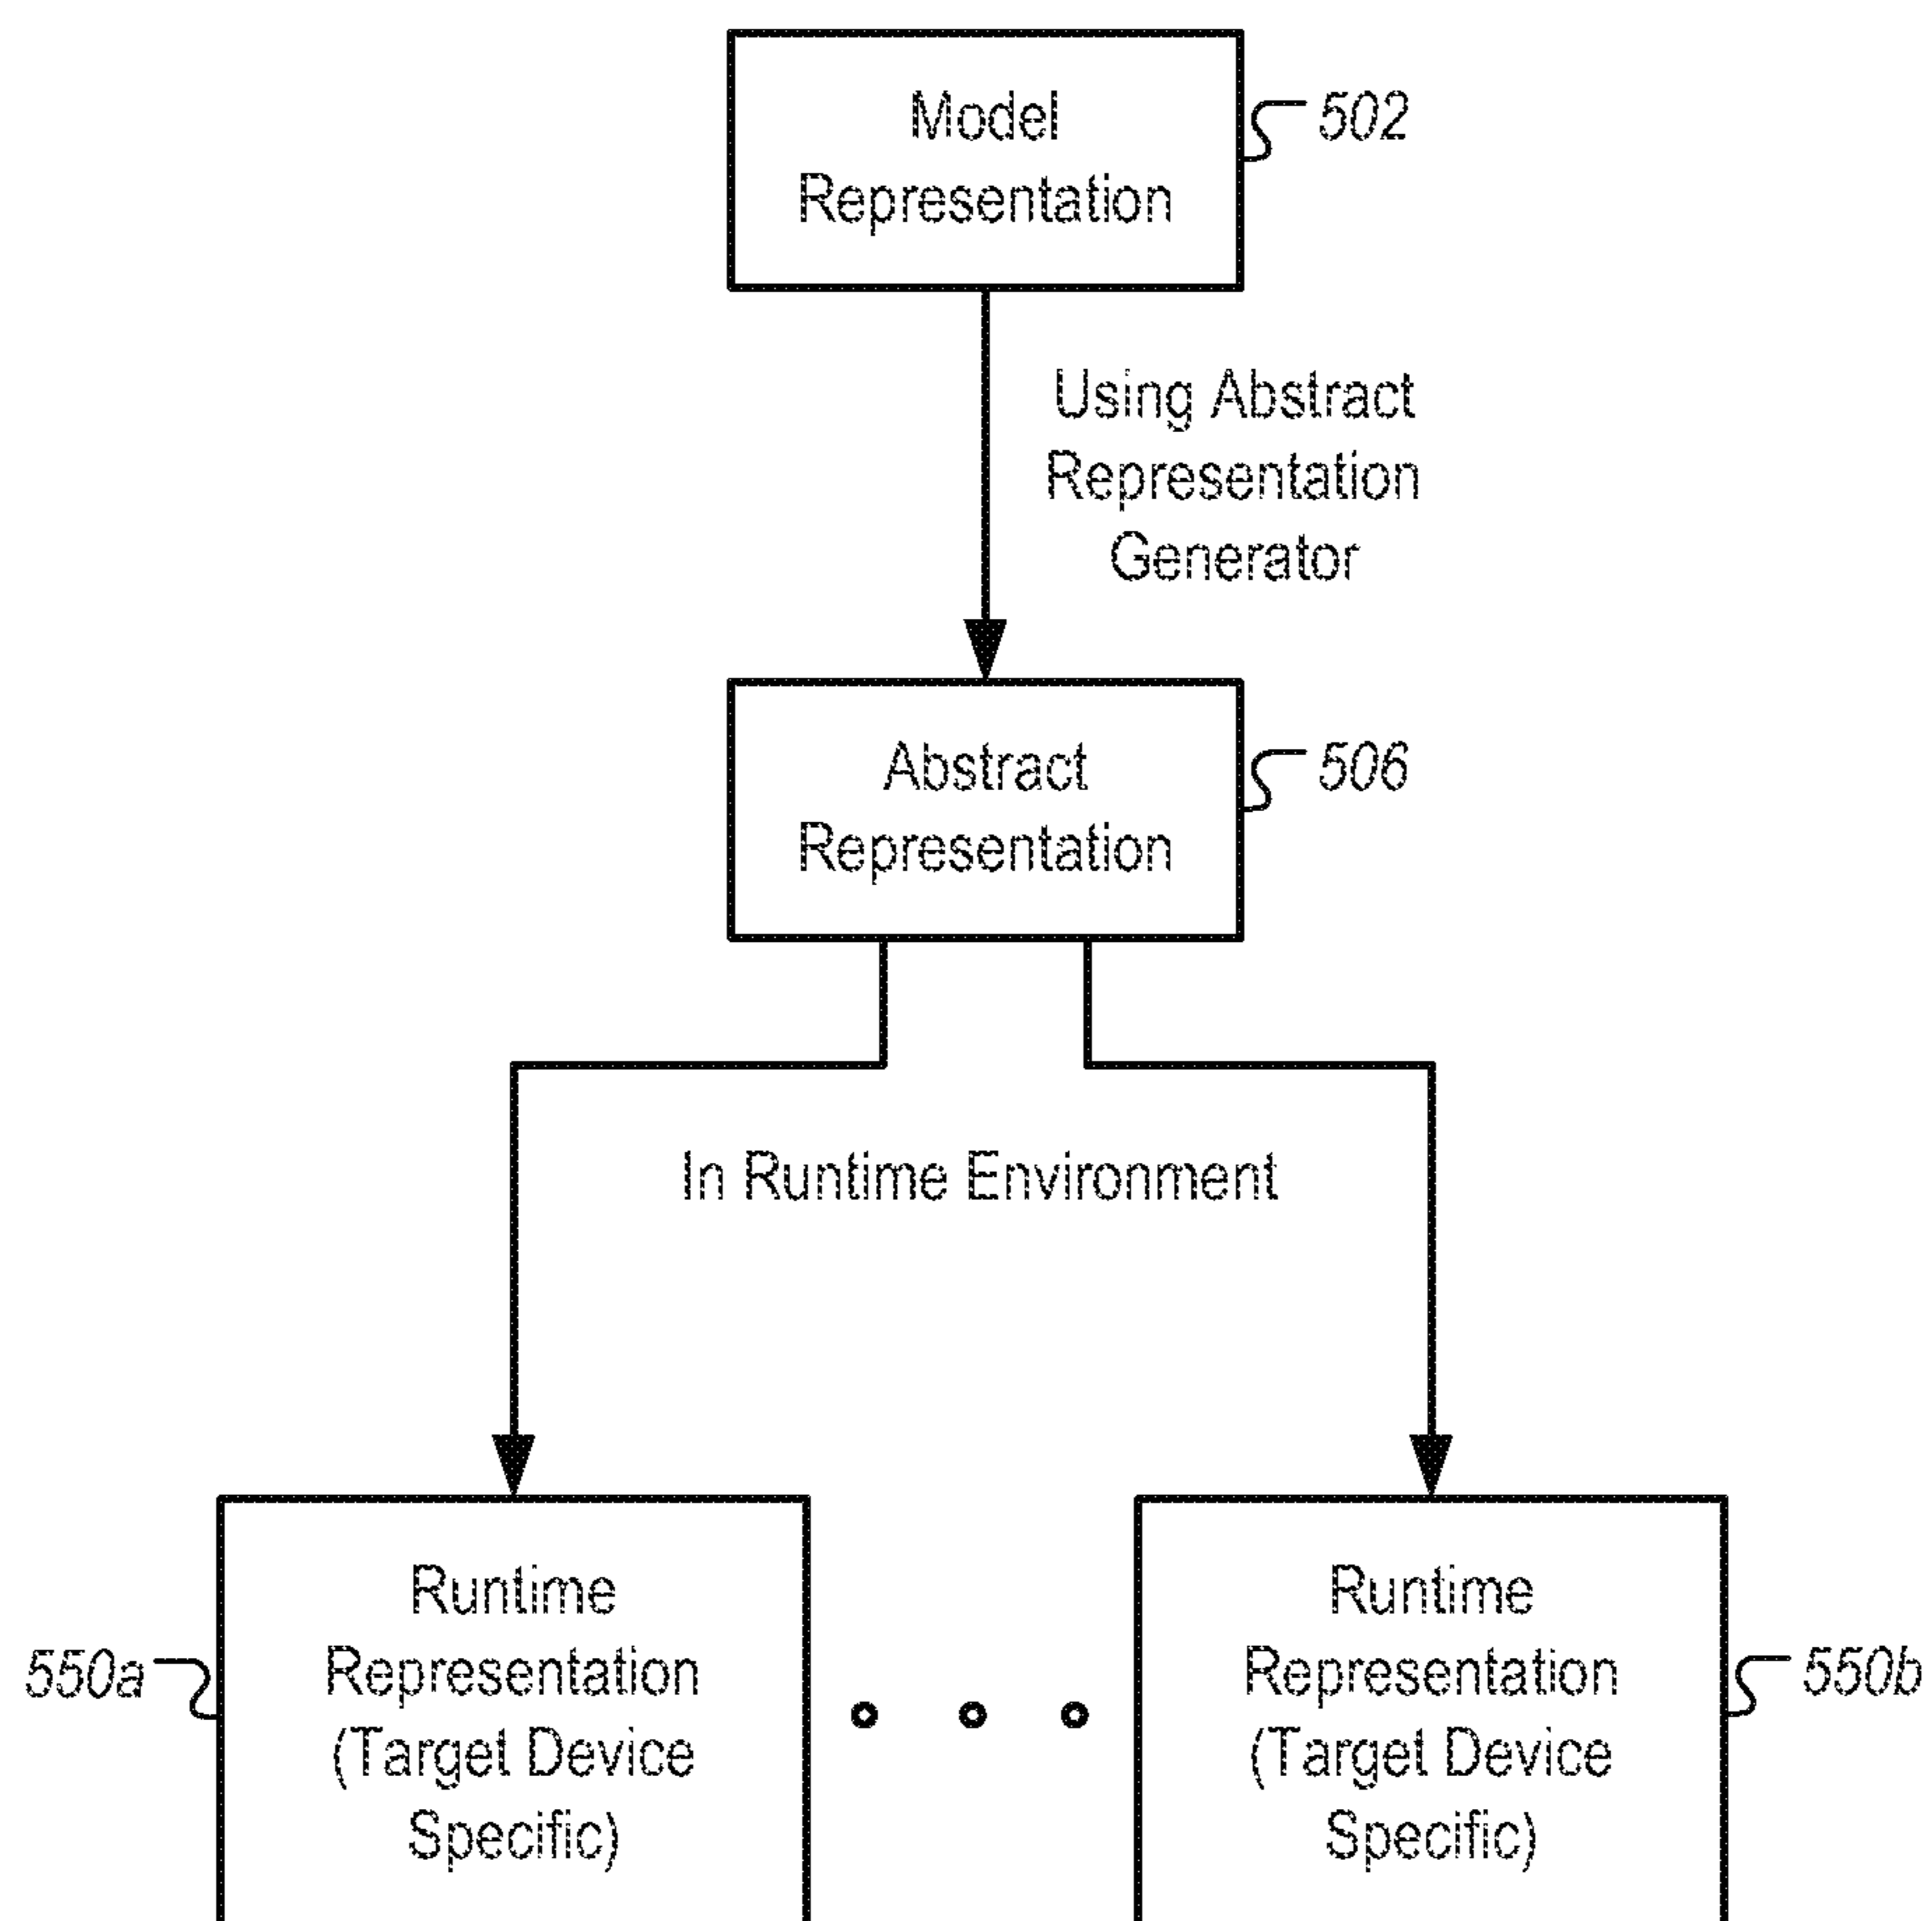 Model
Representation
502
Using Abstract
Representation
Generator
Abstract
Representation
506
In Runtime Environment
550a
Runtime
Representation
(Target Device
Specific)
Runtime
Representation
(Target Device
Specific)
550b